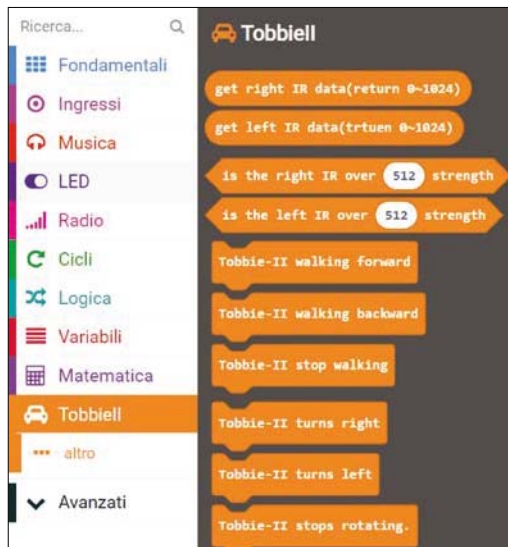 Ricerca...
Fondamentali
Ingressi
Musica
LED
Radio
Cicli
Logica
Variabili
Matematica
TobbieII
altro
Avanzati
TobbieII
get right IR data(return 0~1024)
get left IR data(trtuen 0~1024)
is the right IR over 512 strength
is the left IR over 512 strength
Tobbie-II walking forward
Tobbie-II walking backward
Tobbie-II stop walking
Tobbie-II turns right
Tobbie-II turns left
Tobbie-II stops rotating.